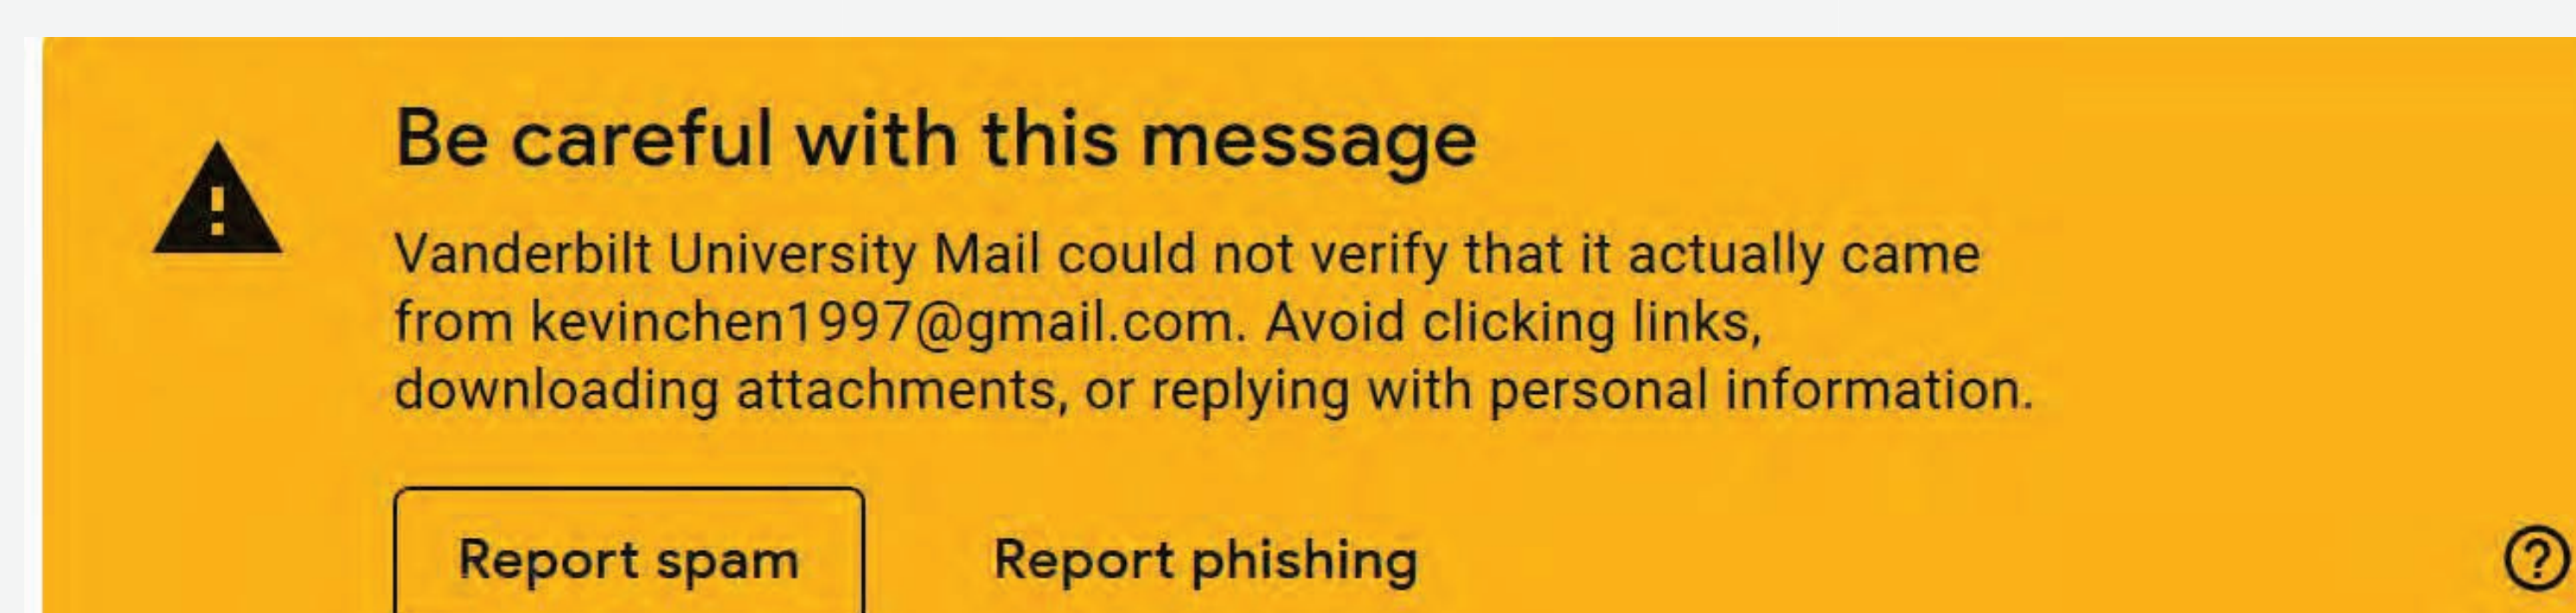 Be careful with this message
Vanderbilt University Mail could not verify that it actually came
from kevinchen1997@gmail.com. Avoid clicking links,
downloading attachments, or replying with personal information.
Report spam
Report phishing